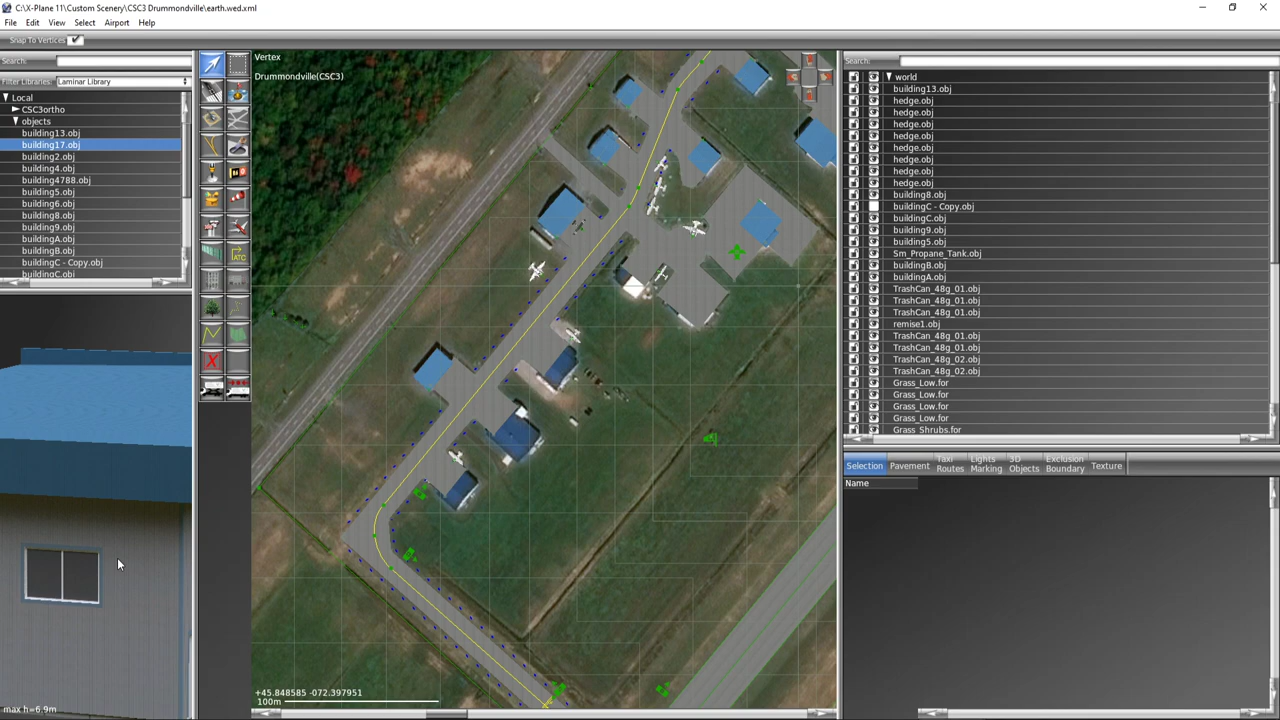 C:\X-Plane 11\Custom Scenery\CSC3 Drummondville\earth.wed.xml
File Edit View Select Airport Help
Snap To Vertices
Search:
Filter Libraries: Laminar Library
Local
CSC3ortho
objects
building13.obj
building17.obj
building2.obj
building4.obj
building4788.obj
building5.obj
building6.obj
building8.obj
building9.obj
buildingA.obj
buildingB.obj
buildingC - Copy.obj
buildingC.obj
max h=6.9m
ATC
Vertex
Drummondville(CSC3)
+45.848585 -072.397951
100m
Search:
world
building13.obj
hedge.obj
hedge.obj
hedge.obj
hedge.obj
hedge.obj
hedge.obj
hedge.obj
hedge.obj
building8.obj
buildingC - Copy.obj
buildingC.obj
building9.obj
building5.obj
Sm_Propane_Tank.obj
buildingB.obj
buildingA.obj
TrashCan_48g_01.obj
TrashCan_48g_01.obj
TrashCan_48g_01.obj
remise1.obj
TrashCan_48g_01.obj
TrashCan_48g_01.obj
TrashCan_48g_02.obj
TrashCan_48g_02.obj
Grass_Low.for
Grass_Low.for
Grass_Low.for
Grass_Low.for
Grass_Shrubs.for
Selection Pavement Taxi Routes Lights Marking 3D Objects Exclusion Boundary Texture
Name